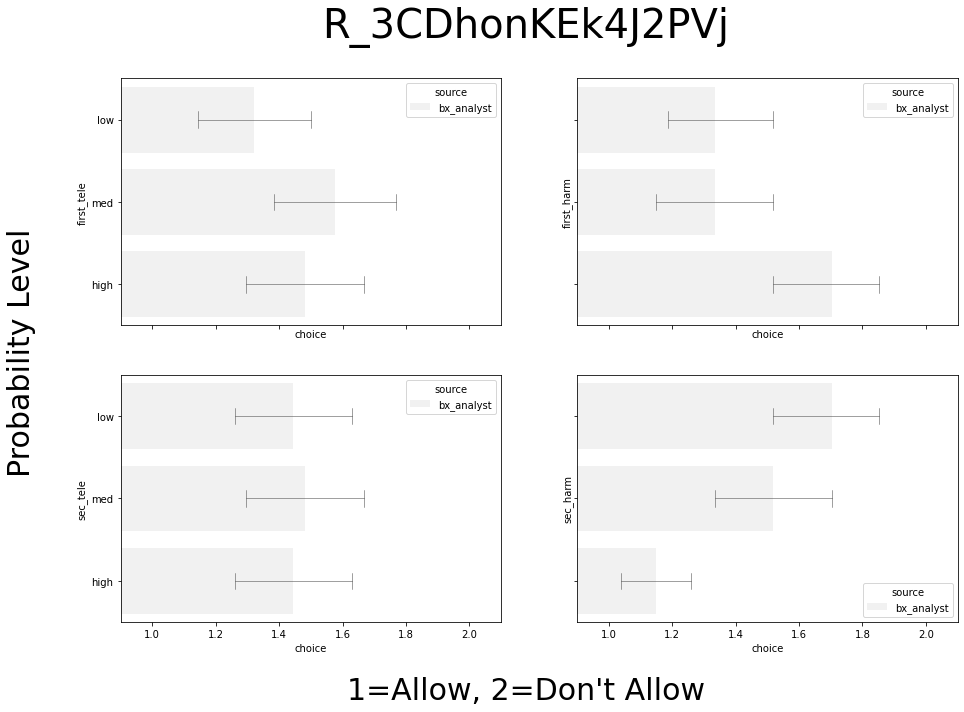 R_3CDhonKEk4J2PVj
Probability Level
first_tele
low
med
high
source
bx_analyst
choice
first_harm
source
bx_analyst
choice
sec_tele
low
med
high
source
bx_analyst
1.0 1.2 1.4 1.6 1.8 2.0
choice
sec_harm
source
bx_analyst
1.0 1.2 1.4 1.6 1.8 2.0
choice
1=Allow, 2=Don't Allow